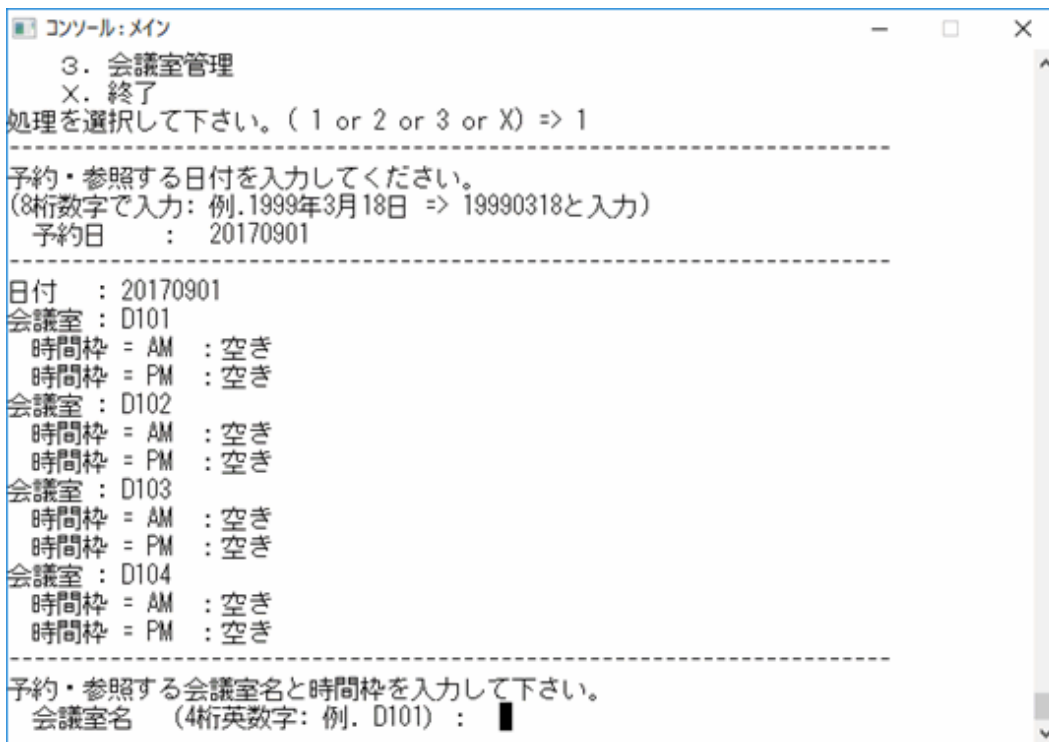 コンソール：メイン
３．会議室管理
Ｘ．終了
処理を選択して下さい。( 1 or 2 or 3 or X) => 1
----------------------------------------------------------------------
予約・参照する日付を入力してください。
(8桁数字で入力: 例.1999年3月18日 => 19990318と入力)
予約日　 :　20170901
----------------------------------------------------------------------
日付　 : 20170901
会議室 : D101
時間枠 = AM　: 空き
時間枠 = PM　: 空き
会議室 : D102
時間枠 = AM　: 空き
時間枠 = PM　: 空き
会議室 : D103
時間枠 = AM　: 空き
時間枠 = PM　: 空き
会議室 : D104
時間枠 = AM　: 空き
時間枠 = PM　: 空き
----------------------------------------------------------------------
予約・参照する会議室名と時間枠を入力して下さい。
会議室名　 (4桁英数字: 例. D101) :